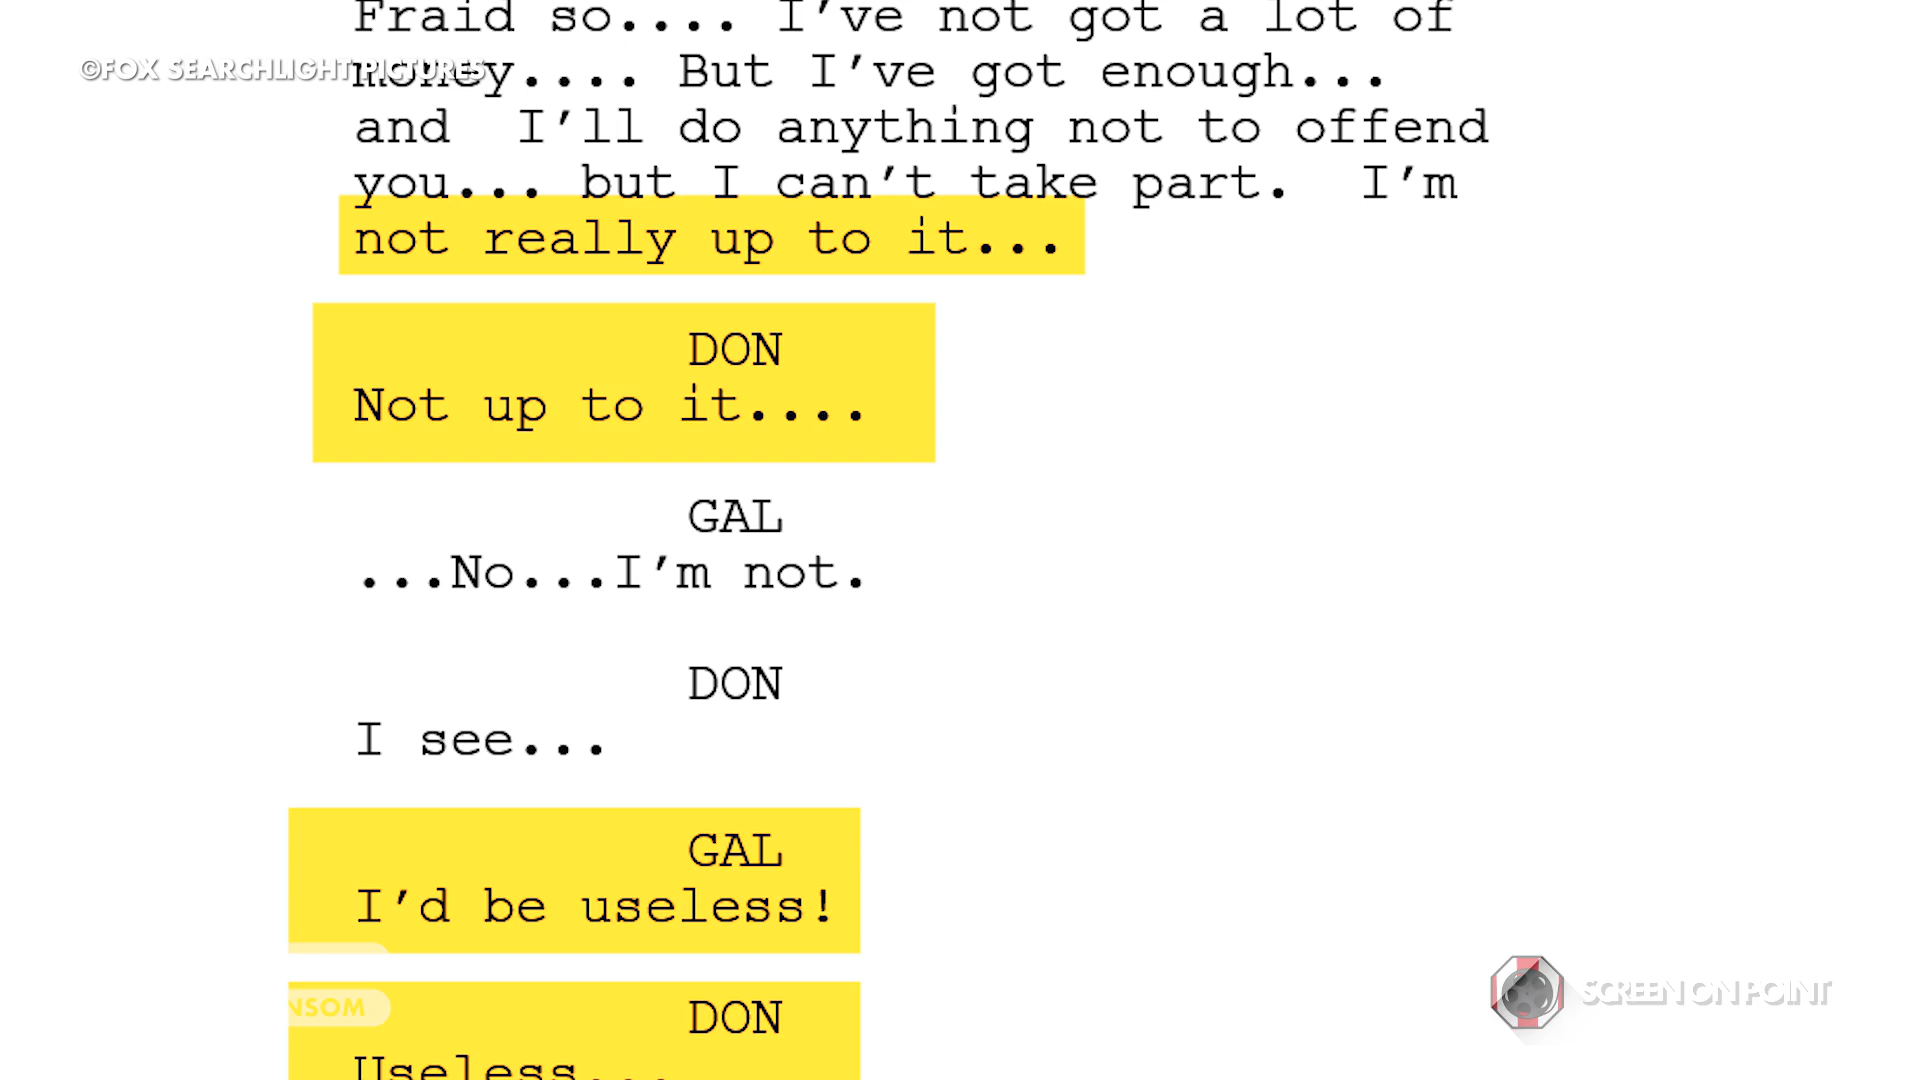 Fraid so.... I've not got a lot of
©FOX SEARCHLIGHT PICTURES
money.... But I've got enough...
and  I'll do anything not to offend
you... but I can't take part.  I'm
not really up to it...
DON
Not up to it....
GAL
...No...I'm not.
DON
I see...
GAL
I'd be useless!
DON
NSOM
SCREEN ON POINT
Useless...